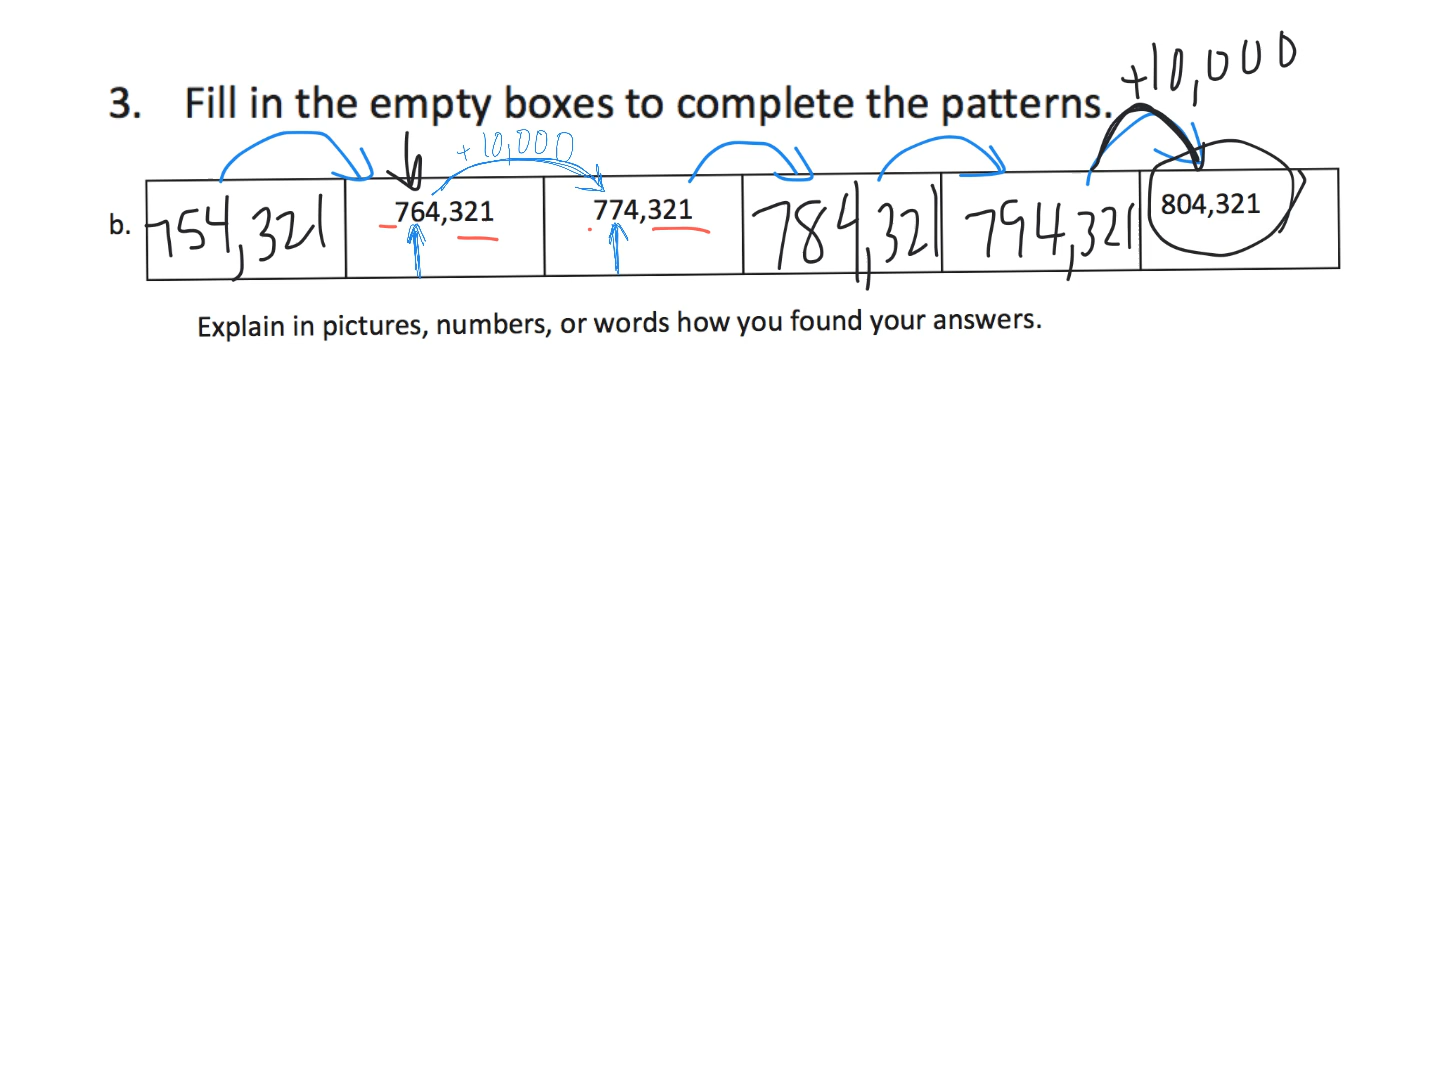 +10,000
3. Fill in the empty boxes to complete the patterns.
+ 10,000
b. 754,321 764,321 774,321 784,321 794,321 804,321
Explain in pictures, numbers, or words how you found your answers.